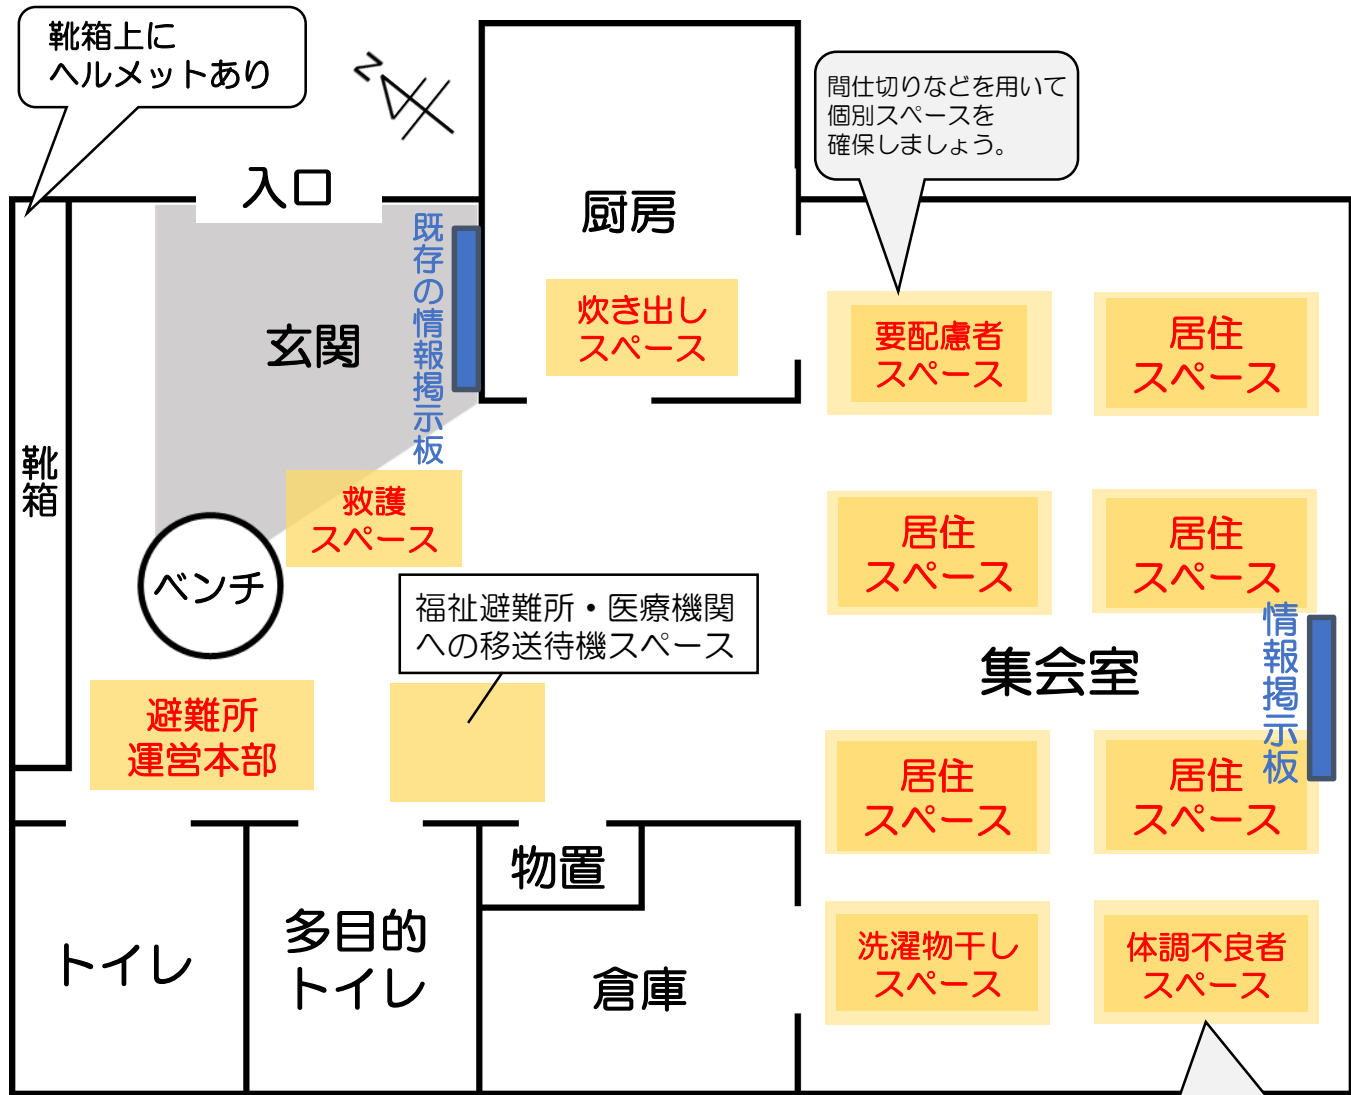 靴箱上に
ヘルメットあり
N
間仕切りなどを用いて
個別スペースを
確保しましょう。
入口
厨房
既存の情報掲示板
炊き出し
スペース
要配慮者
スペース
居住
スペース
玄関
靴箱
救護
スペース
居住
スペース
居住
スペース
ベンチ
福祉避難所・医療機関
への移送待機スペース
情報掲示板
集会室
避難所
運営本部
居住
スペース
居住
スペース
物置
多目的
トイレ
トイレ
倉庫
洗濯物干し
スペース
体調不良者
スペース